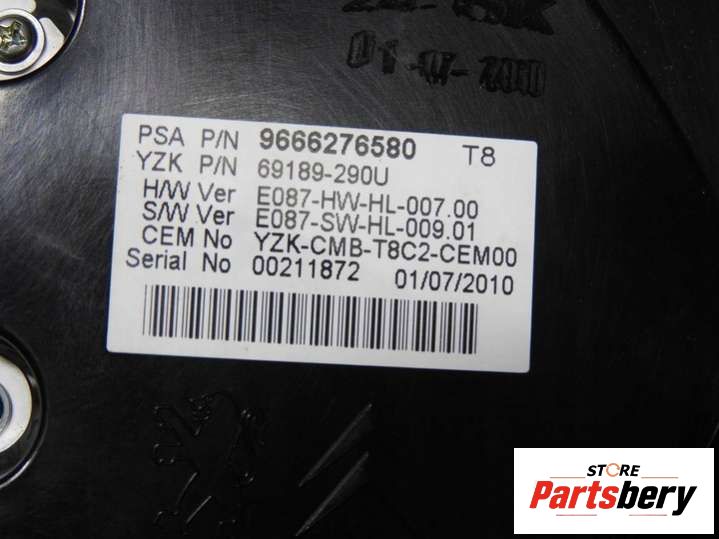 01-07-2010
PSA P/N 9666276580 T8
YZK P/N 69189-290U
H/W Ver E087-HW-HL-007.00
S/W Ver E087-SW-HL-009.01
CEM No YZK-CMB-T8C2-CEM00
Serial No 00211872 01/07/2010
STORE
Partsbery